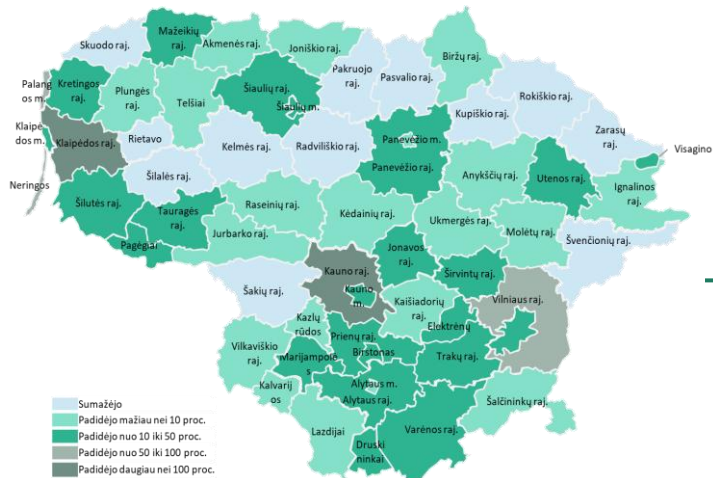 Skuodo raj.
Mažeikių
raj.
Akmenės raj.
Joniškio raj.
Biržų raj.
Pakruojo
raj.
Pasvalio
raj.
Rokiškio raj.
Palang
os m.
Kretingos
raj.
Plungės
raj.
Telšiai
Šiaulių raj.
Šiaulių m.
Kupiškio raj.
Zarasų
raj.
Klaipė
dos m.
Klaipėdos raj.
Rietavo
Kelmės raj.
Radviliškio raj.
Panevėžio m.
Panevėžio raj.
Visagino
Anykščių raj.
Utenos raj.
Ignalinos
raj.
Neringos
Šilalės raj.
Šilutės raj.
Tauragės
raj.
Raseinių raj.
Kėdainių raj.
Ukmergės raj.
Molėtų raj.
Švenčionių raj.
Pagėgiai
Jurbarko raj.
Jonavos
raj.
Širvintų raj.
Šakių raj.
Kauno raj.
Kauno
m.
Kaišiadorių
raj.
Vilniaus raj.
Elektrėnų
Kazlų
rūdos
Prienų raj.
Vilkaviškio
raj.
Marijampolė
s
Birštonas
Trakų raj.
Kalvarij
os
Alytaus m.
Alytaus raj.
Šalčininkų raj.
Lazdijai
Varėnos raj.
Druski
ninkai
Sumažėjo
Padidėjo mažiau nei 10 proc.
Padidėjo nuo 10 iki 50 proc.
Padidėjo nuo 50 iki 100 proc.
Padidėjo daugiau nei 100 proc.